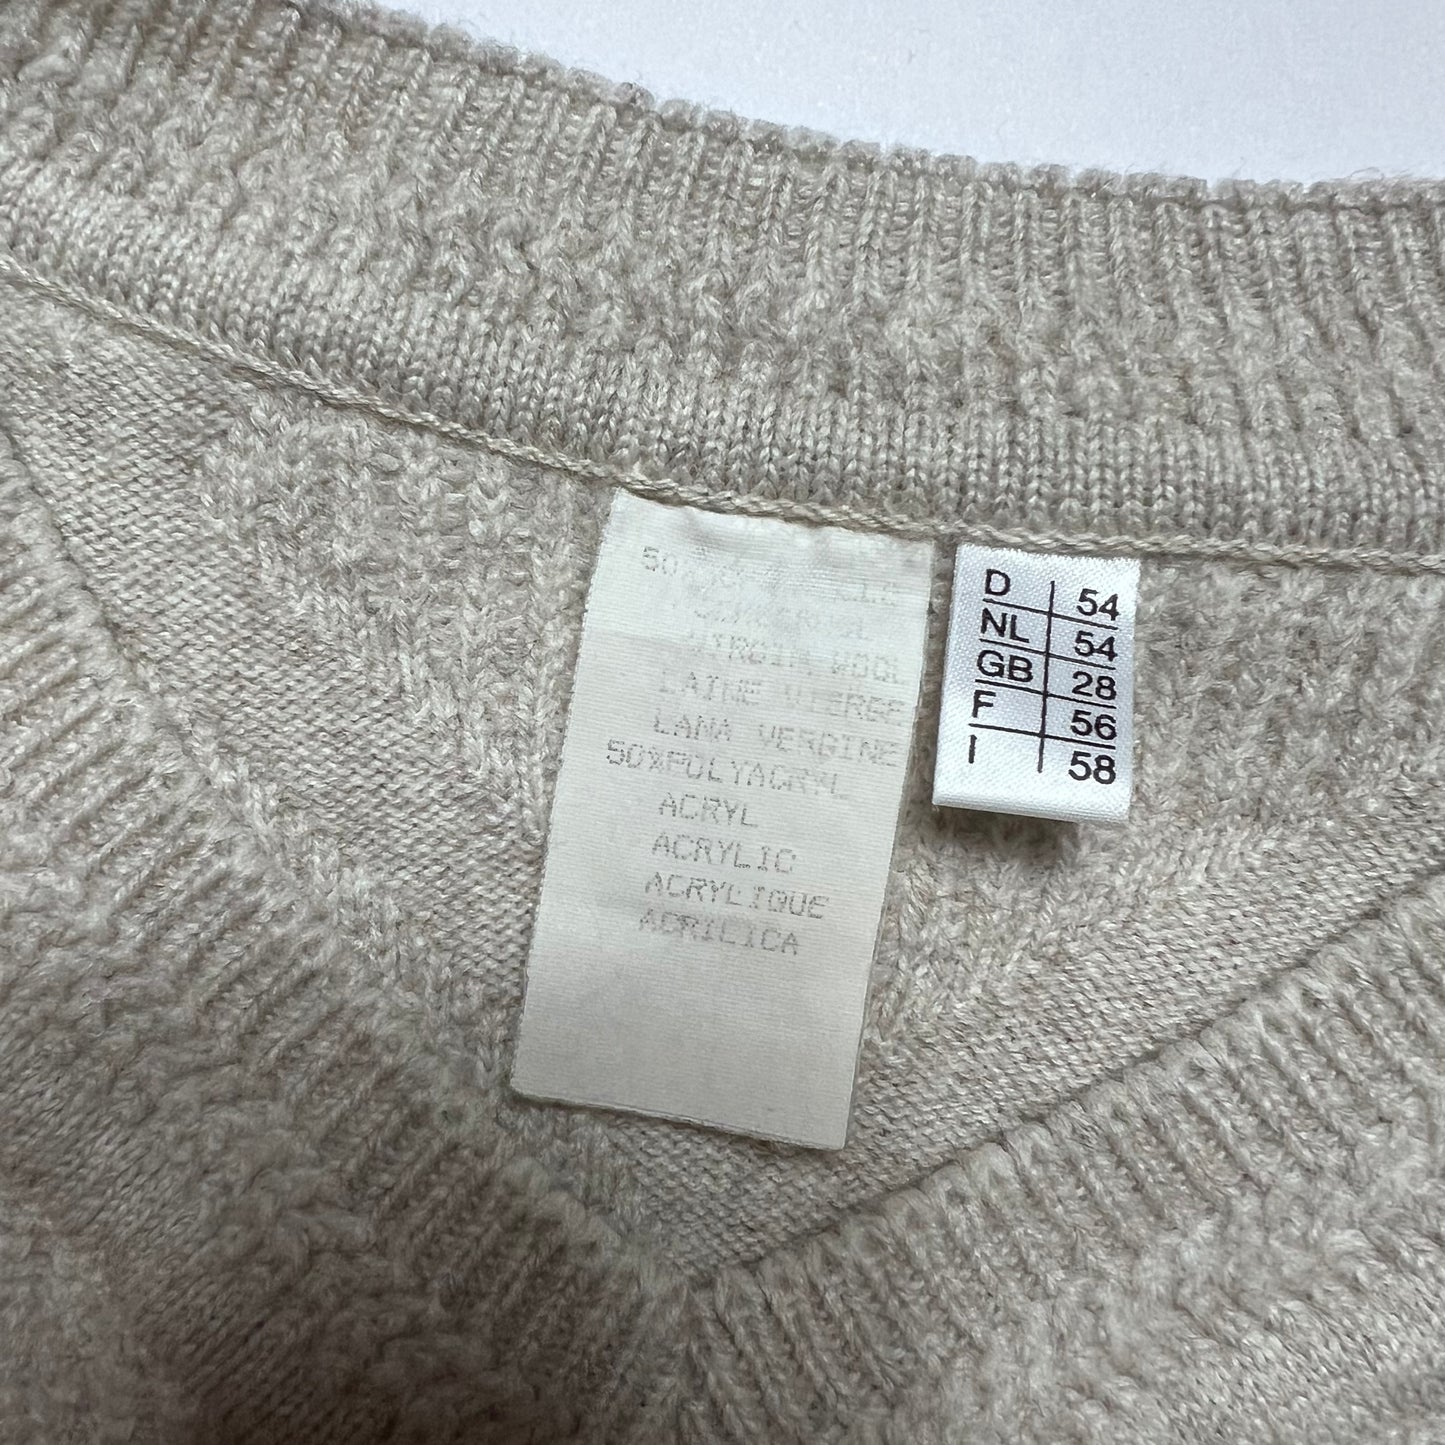 50%
VIRGIN WOOL
LAINE VIERGE
LANA VERGINE
50%POLYACRYL
ACRYL
ACRYLIC
ACRYLIQUE
ACRILICA
D 54
NL 54
GB 28
F 56
I 58